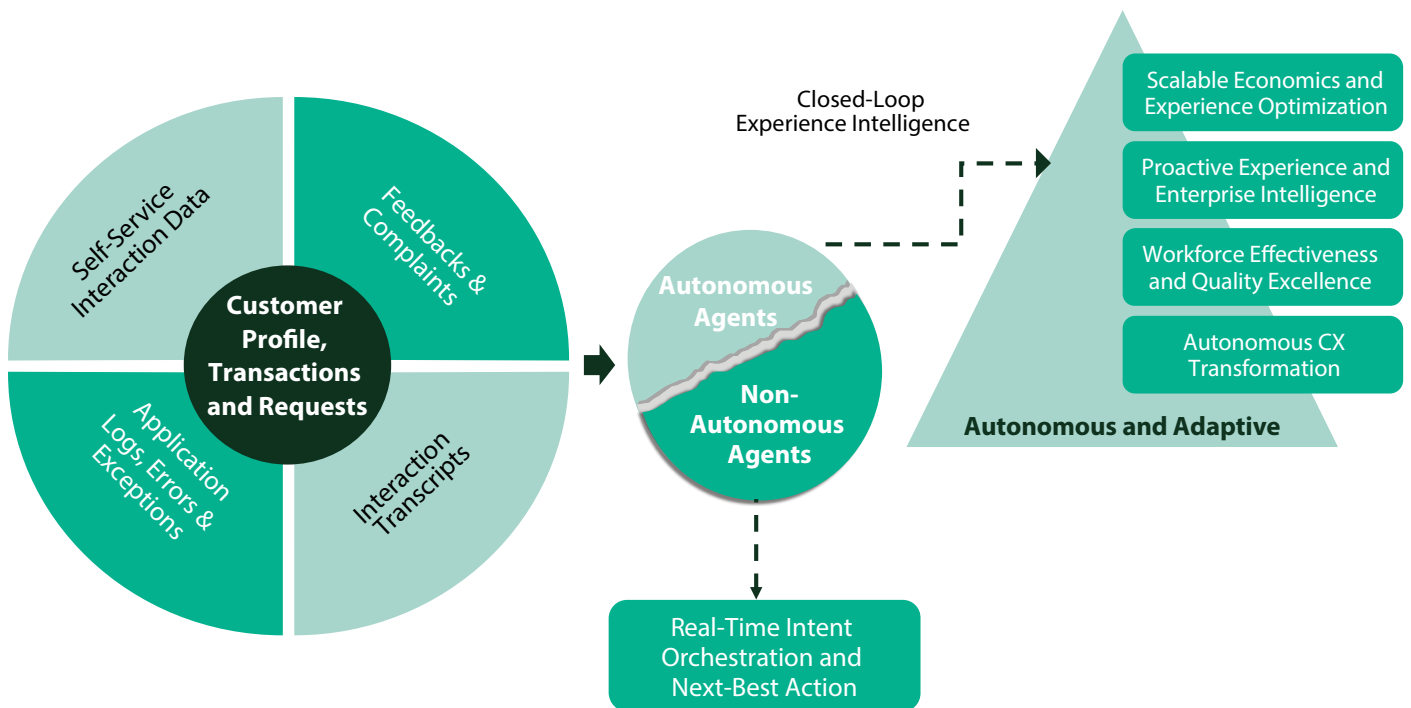 Self-Service
Interaction Data
Feedbacks &
Complaints
Customer
Profile,
Transactions
and Requests
Application
Logs, Errors &
Exceptions
Interaction
Transcripts
Autonomous
Agents
Non-
Autonomous
Agents
Real-Time Intent
Orchestration and
Next-Best Action
Closed-Loop
Experience Intelligence
Scalable Economics and
Experience Optimization
Proactive Experience and
Enterprise Intelligence
Workforce Effectiveness
and Quality Excellence
Autonomous CX
Transformation
Autonomous and Adaptive